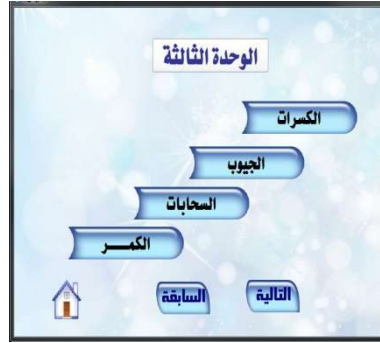 الوحدة الثالثة
الكسرات
الجيوب
السحابات
الكمـــر
التالية
السابقة